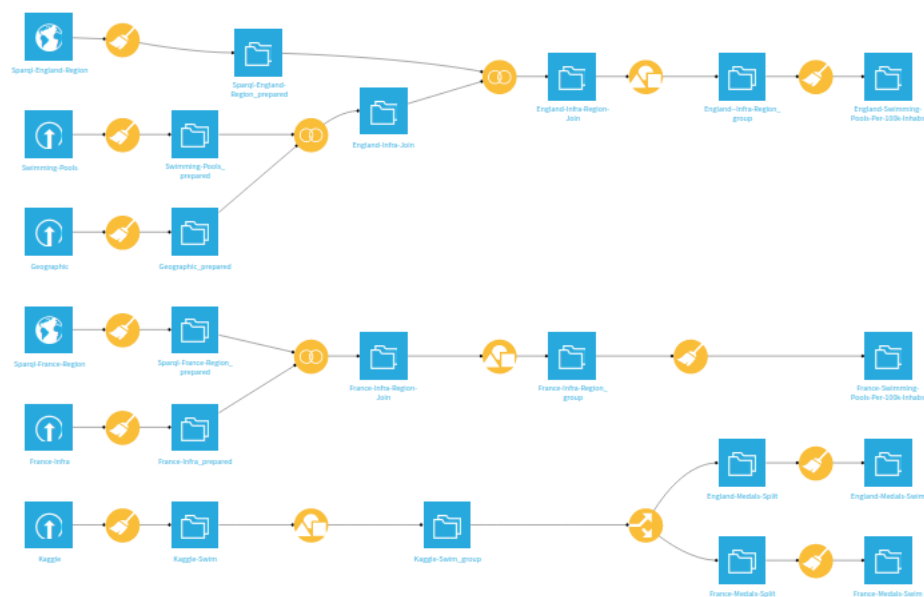 Sparql-England-Region
Sparql-England-
Region_prepared
England-Infra-Region-
Join
England--Infra-Region_
group
England-Swimming-
Pools-Per-100k-Inhabs
England-Infra-Join
Swimming-Pools
Swimming-Pools_
prepared
Geographic
Geographic_prepared
Sparql-France-Region
Sparql-France-Region_
prepared
France-Infra-Region-
Join
France-Infra-Region_
group
France-Swimming-
Pools-Per-100k-Inhabs
France-Infra
France-Infra_prepared
England-Medals-Split
England-Medals-Swim
Kaggle
Kaggle-Swim
Kaggle-Swim_group
France-Medals-Split
France-Medals-Swim